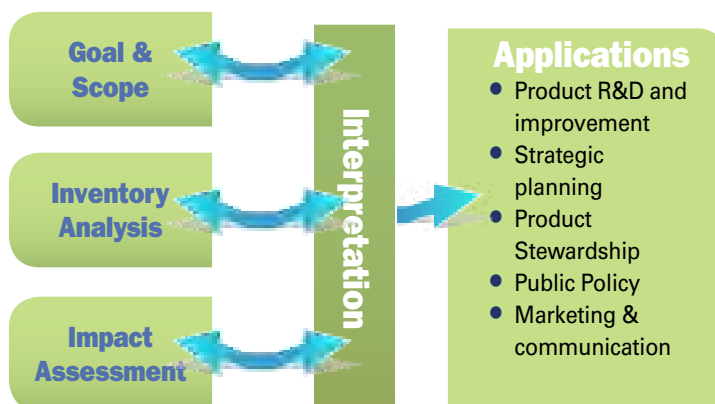 Goal &
Scope
Inventory
Analysis
Impact
Assessment
Interpretation
Applications
• Product R&D and
improvement
• Strategic
planning
• Product
Stewardship
• Public Policy
• Marketing &
communication